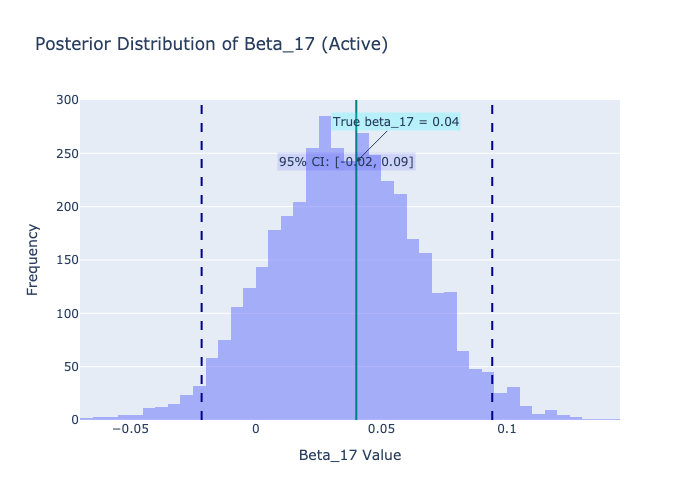 Posterior Distribution of Beta_17 (Active)
300
True beta_17 = 0.04
250
95% CI: [-0.02, 0.09]
200
150
100
50
0
Frequency
−0.05
0
0.05
0.1
Beta_17 Value